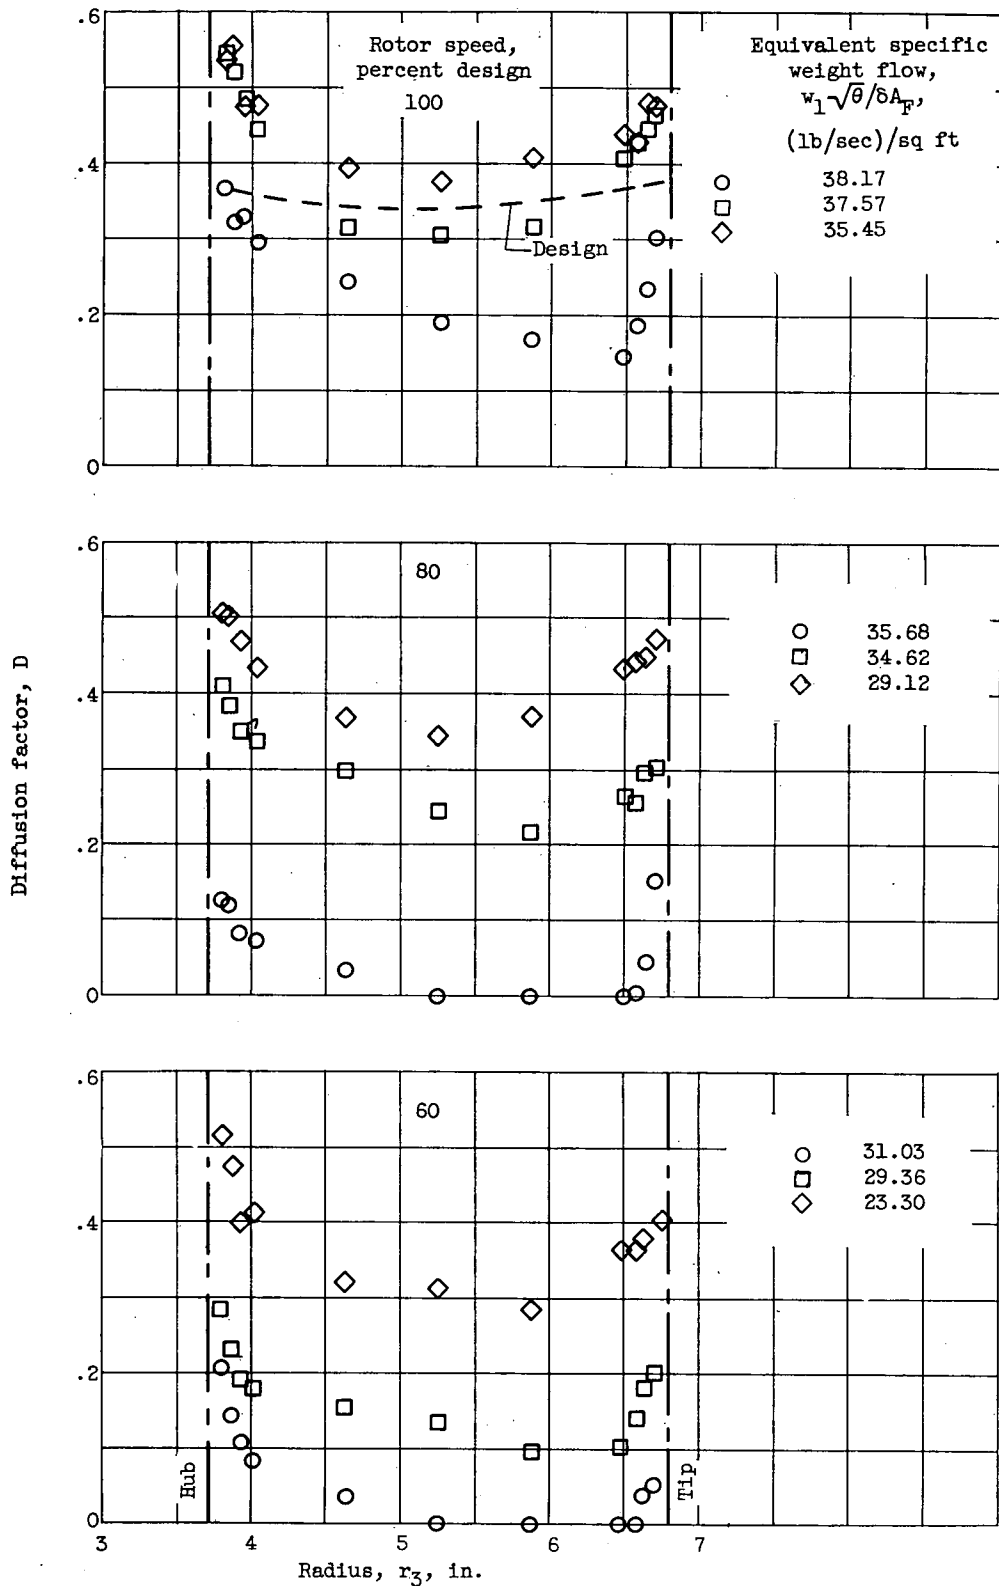 .6
Rotor speed,
percent design
100
Equivalent specific
weight flow,
w₁√θ/δA_F,
(lb/sec)/sq ft
38.17
37.57
35.45
.4
Design
.2
0
.6
80
35.68
34.62
29.12
.4
.2
0
Diffusion factor, D
.6
60
31.03
29.36
23.30
.4
.2
Hub
Tip
0
3
4
5
6
7
Radius, r₃, in.